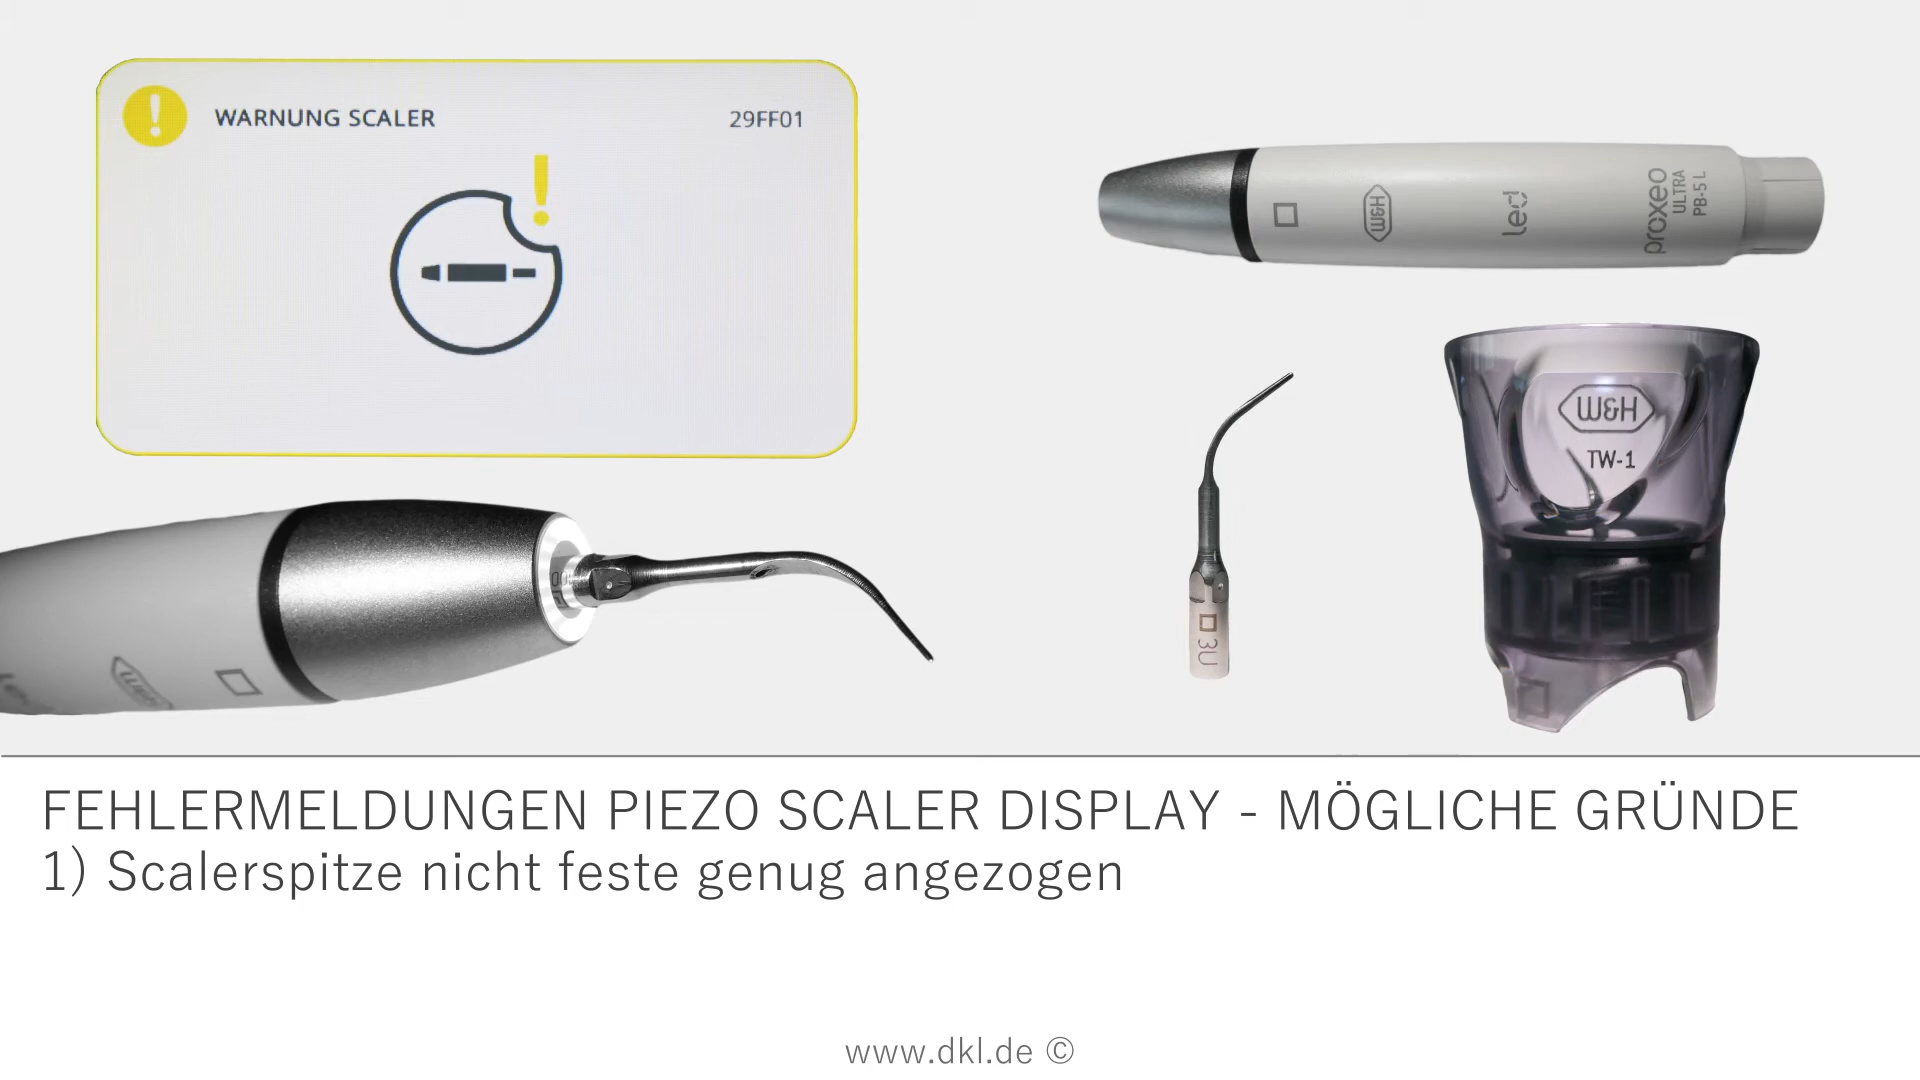 WARNUNG SCALER 29FF01
W&H
led
proxeo
ULTRA
PB-5 L
W&H
TW-1
3U
W&H
FEHLERMELDUNGEN PIEZO SCALER DISPLAY - MÖGLICHE GRÜNDE
1) Scalerspitze nicht feste genug angezogen
www.dkl.de ©